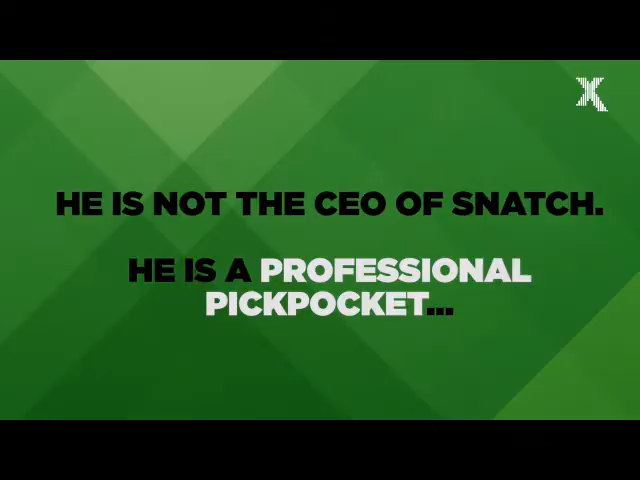 HE IS NOT THE CEO OF SNATCH.
HE IS A PROFESSIONAL
PICKPOCKET...